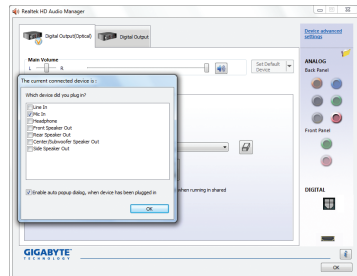 Realtek HD Audio Manager
Digital Output(Optical)
Digital Output
Device advanced
settings
Main Volume
L
R
Set Default
Device
ANALOG
Back Panel
The current connected device is :
Which device did you plug in?
Line In
Mic In
Headphone
Front Speaker Out
Rear Speaker Out
Center/Subwoofer Speaker Out
Side Speaker Out
Front Panel
Enable auto popup dialog, when device has been plugged in
when running in shared
DIGITAL
OK
GIGABYTE
TECHNOLOGY
OK